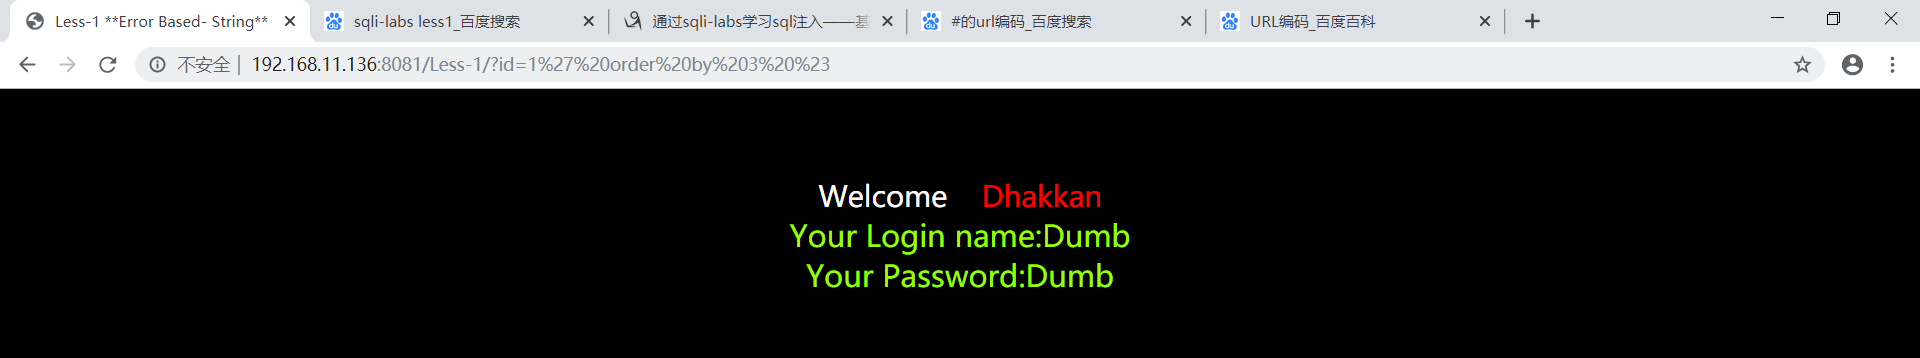 Less-1 **Error Based- String**
sqli-labs less1_百度搜索
通过sqli-labs学习sql注入——基
#的url编码_百度搜索
URL编码_百度百科
不安全 | 192.168.11.136:8081/Less-1/?id=1%27%20order%20by%203%20%23
Welcome Dhakkan
Your Login name:Dumb
Your Password:Dumb